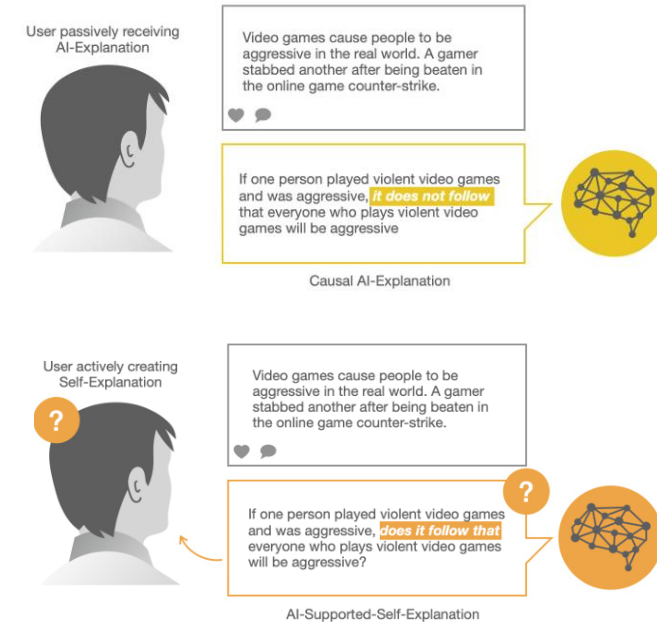 User passively receiving
AI-Explanation
Video games cause people to be
aggressive in the real world. A gamer
stabbed another after being beaten in
the online game counter-strike.
If one person played violent video games
and was aggressive, it does not follow
that everyone who plays violent video
games will be aggressive
Causal AI-Explanation
User actively creating
Self-Explanation
?
Video games cause people to be
aggressive in the real world. A gamer
stabbed another after being beaten in
the online game counter-strike.
?
If one person played violent video games
and was aggressive, does it follow that
everyone who plays violent video games
will be aggressive?
AI-Supported-Self-Explanation